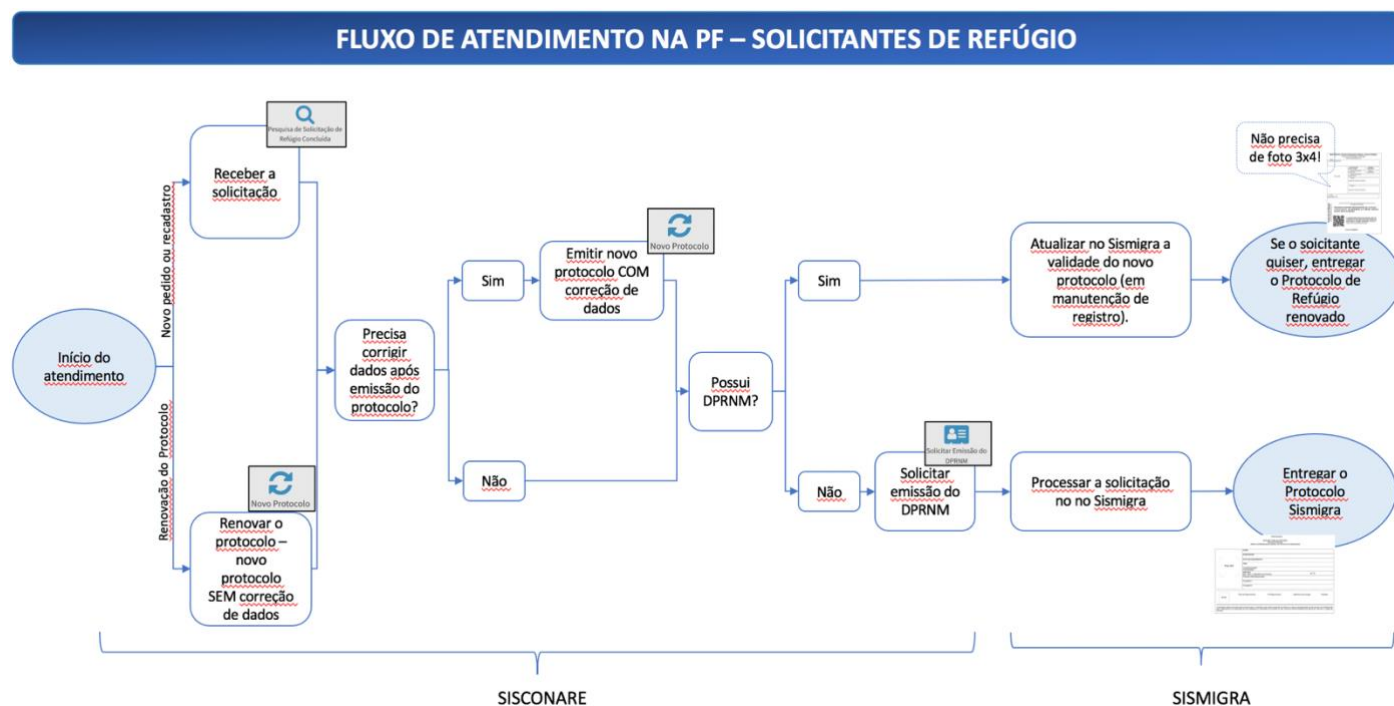 FLUXO DE ATENDIMENTO NA PF – SOLICITANTES DE REFÚGIO
Pesquisa de Solicitação de
Refúgio Concluída
Receber a
solicitação
Novo pedido ou recadastro
Início do
atendimento
Renovação do Protocolo
Novo Protocolo
Renovar o
protocolo –
novo
protocolo
SEM correção
de dados
Precisa
corrigir
dados após
emissão do
protocolo?
Sim
Não
Novo Protocolo
Emitir novo
protocolo COM
correção de
dados
Possui
DPRNM?
Sim
Não
Solicitar Emissão do
DPRNM
Solicitar
emissão do
DPRNM
Atualizar no Sismigra a
validade do novo
protocolo (em
manutenção de
registro).
Não precisa
de foto 3x4!
Se o soicitante
quiser, entregar
o Protocolo de
Refúgio
renovado
Processar a solicitação
no no Sismigra
Entregar o
Protocolo
Sismigra
SISCONARE
SISMIGRA